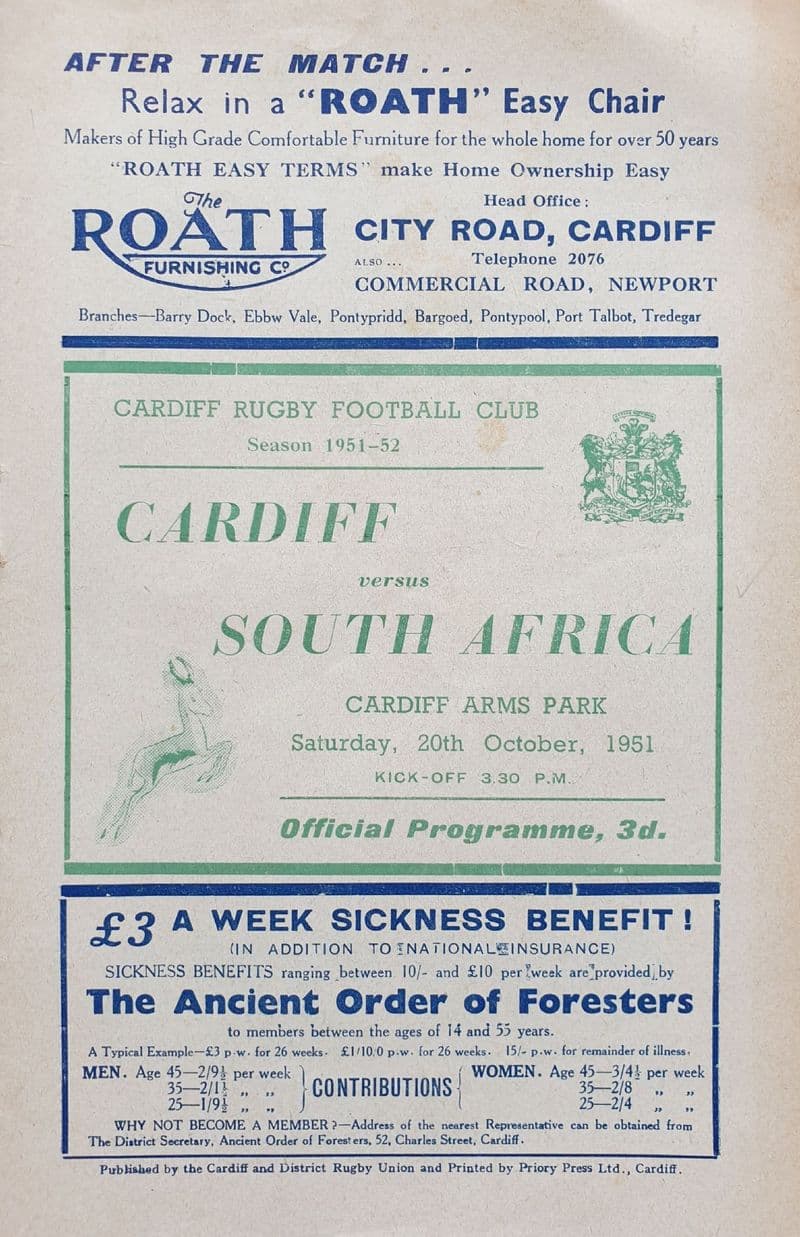 AFTER THE MATCH . . .
Relax in a "ROATH" Easy Chair
Makers of High Grade Comfortable Furniture for the whole home for over 50 years
"ROATH EASY TERMS" make Home Ownership Easy
The
ROATH
FURNISHING Co
Head Office:
CITY ROAD, CARDIFF
ALSO ... Telephone 2076
COMMERCIAL ROAD, NEWPORT
Branches—Barry Dock, Ebbw Vale, Pontypridd, Bargoed, Pontypool, Port Talbot, Tredegar
CARDIFF RUGBY FOOTBALL CLUB
Season 1951-52
CARDIFF
versus
SOUTH AFRICA
CARDIFF ARMS PARK
Saturday, 20th October, 1951
KICK-OFF 3.30 P.M.
Official Programme, 3d.
£3 A WEEK SICKNESS BENEFIT!
(IN ADDITION TO NATIONAL INSURANCE)
SICKNESS BENEFITS ranging between 10/- and £10 per week are provided by
The Ancient Order of Foresters
to members between the ages of 14 and 55 years.
A Typical Example—£3 p.w. for 26 weeks. £1/10/0 p.w. for 26 weeks. 15/- p.w. for remainder of illness.
MEN. Age 45—2/9½ per week
35—2/1½ „ „
25—1/9½ „ „
CONTRIBUTIONS
WOMEN. Age 45—3/4½ per week
35—2/8 „ „
25—2/4 „ „
WHY NOT BECOME A MEMBER?—Address of the nearest Representative can be obtained from
The District Secretary, Ancient Order of Foresters, 52, Charles Street, Cardiff.
Published by the Cardiff and District Rugby Union and Printed by Priory Press Ltd., Cardiff.